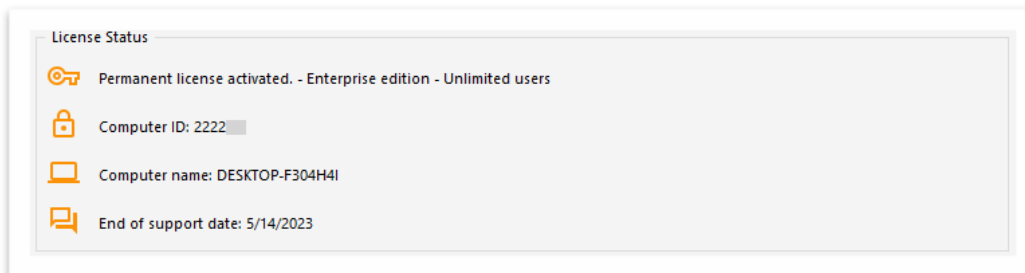 License Status
Permanent license activated. - Enterprise edition - Unlimited users
Computer ID: 2222
Computer name: DESKTOP-F304H4I
End of support date: 5/14/2023